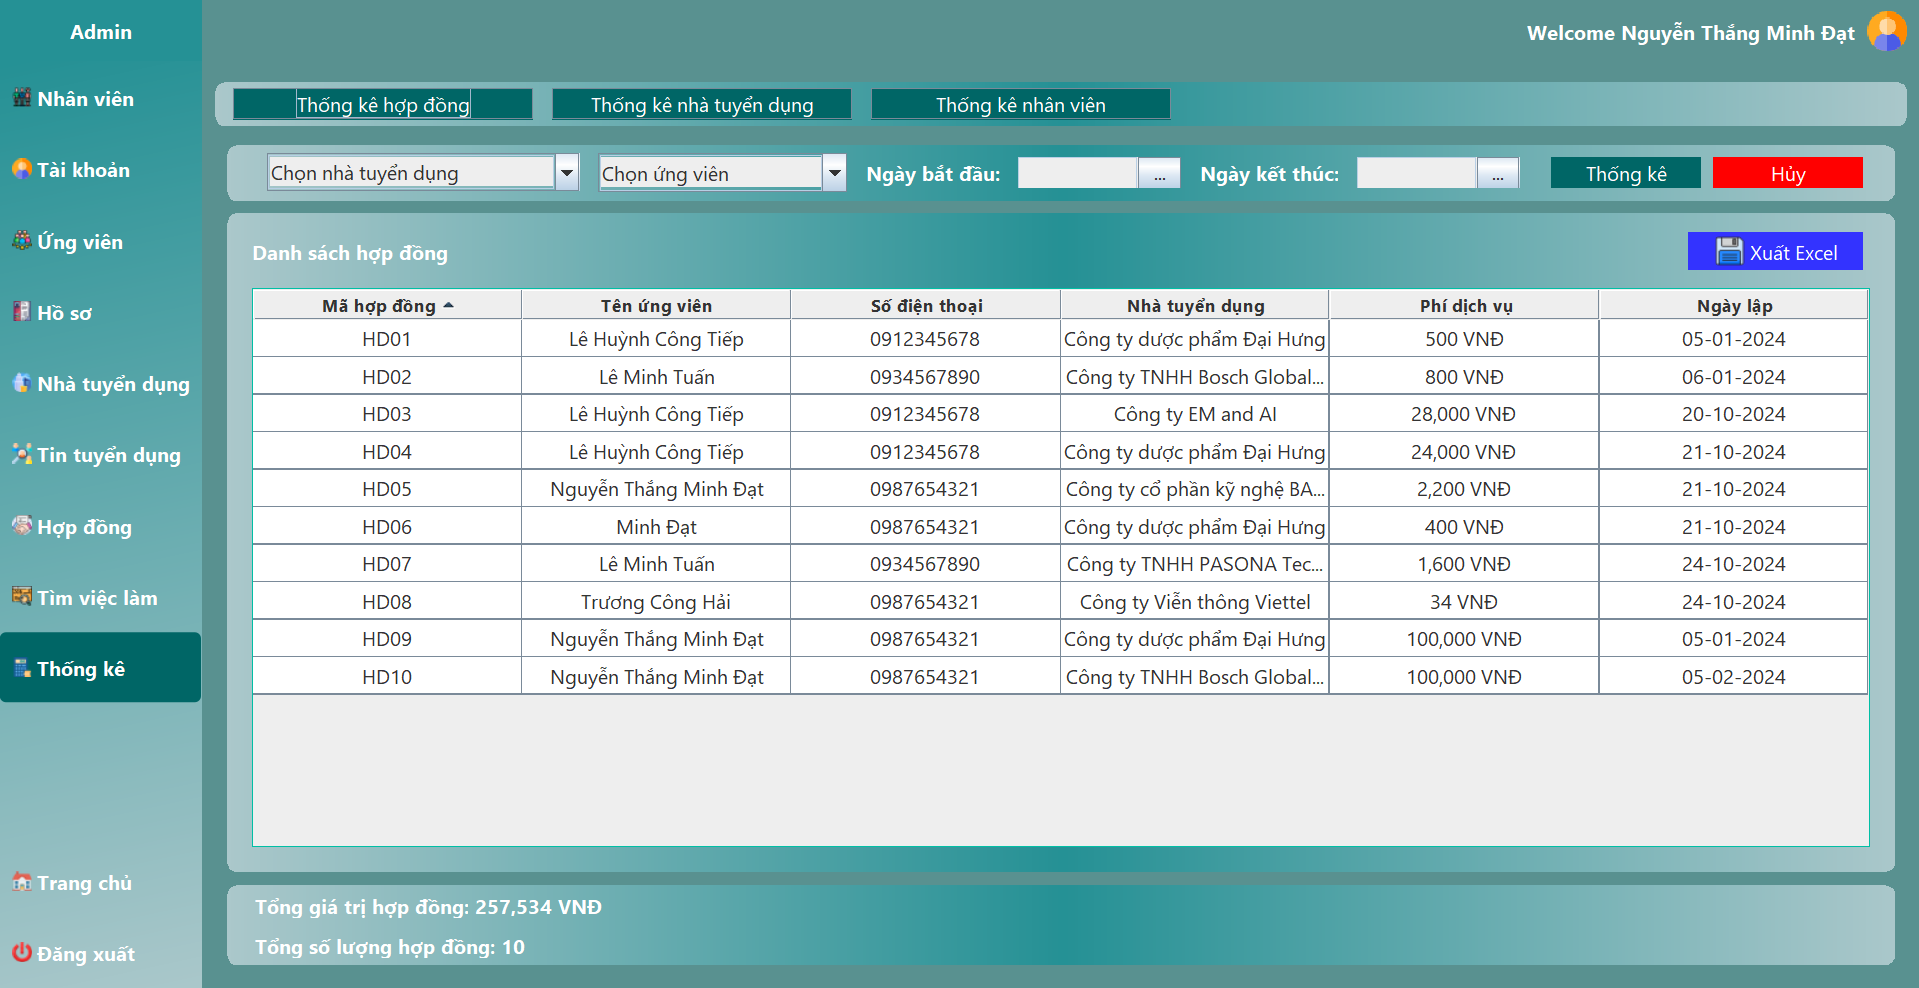 Admin
Welcome Nguyễn Thắng Minh Đạt
Nhân viên
Tài khoản
Ứng viên
Hồ sơ
Nhà tuyển dụng
Tin tuyển dụng
Hợp đồng
Tìm việc làm
Thống kê
Trang chủ
Đăng xuất
Thống kê hợp đồng Thống kê nhà tuyển dụng Thống kê nhân viên
Chọn nhà tuyển dụng Chọn ứng viên Ngày bắt đầu: ... Ngày kết thúc: ... Thống kê Hủy
Danh sách hợp đồng Xuất Excel
Mã hợp đồng Tên ứng viên Số điện thoại Nhà tuyển dụng Phí dịch vụ Ngày lập
HD01 Lê Huỳnh Công Tiếp 0912345678 Công ty dược phẩm Đại Hưng 500 VNĐ 05-01-2024
HD02 Lê Minh Tuấn 0934567890 Công ty TNHH Bosch Global... 800 VNĐ 06-01-2024
HD03 Lê Huỳnh Công Tiếp 0912345678 Công ty EM and AI 28,000 VNĐ 20-10-2024
HD04 Lê Huỳnh Công Tiếp 0912345678 Công ty dược phẩm Đại Hưng 24,000 VNĐ 21-10-2024
HD05 Nguyễn Thắng Minh Đạt 0987654321 Công ty cổ phần kỹ nghệ BA... 2,200 VNĐ 21-10-2024
HD06 Minh Đạt 0987654321 Công ty dược phẩm Đại Hưng 400 VNĐ 21-10-2024
HD07 Lê Minh Tuấn 0934567890 Công ty TNHH PASONA Tec... 1,600 VNĐ 24-10-2024
HD08 Trương Công Hải 0987654321 Công ty Viễn thông Viettel 34 VNĐ 24-10-2024
HD09 Nguyễn Thắng Minh Đạt 0987654321 Công ty dược phẩm Đại Hưng 100,000 VNĐ 05-01-2024
HD10 Nguyễn Thắng Minh Đạt 0987654321 Công ty TNHH Bosch Global... 100,000 VNĐ 05-02-2024
Tổng giá trị hợp đồng: 257,534 VNĐ
Tổng số lượng hợp đồng: 10